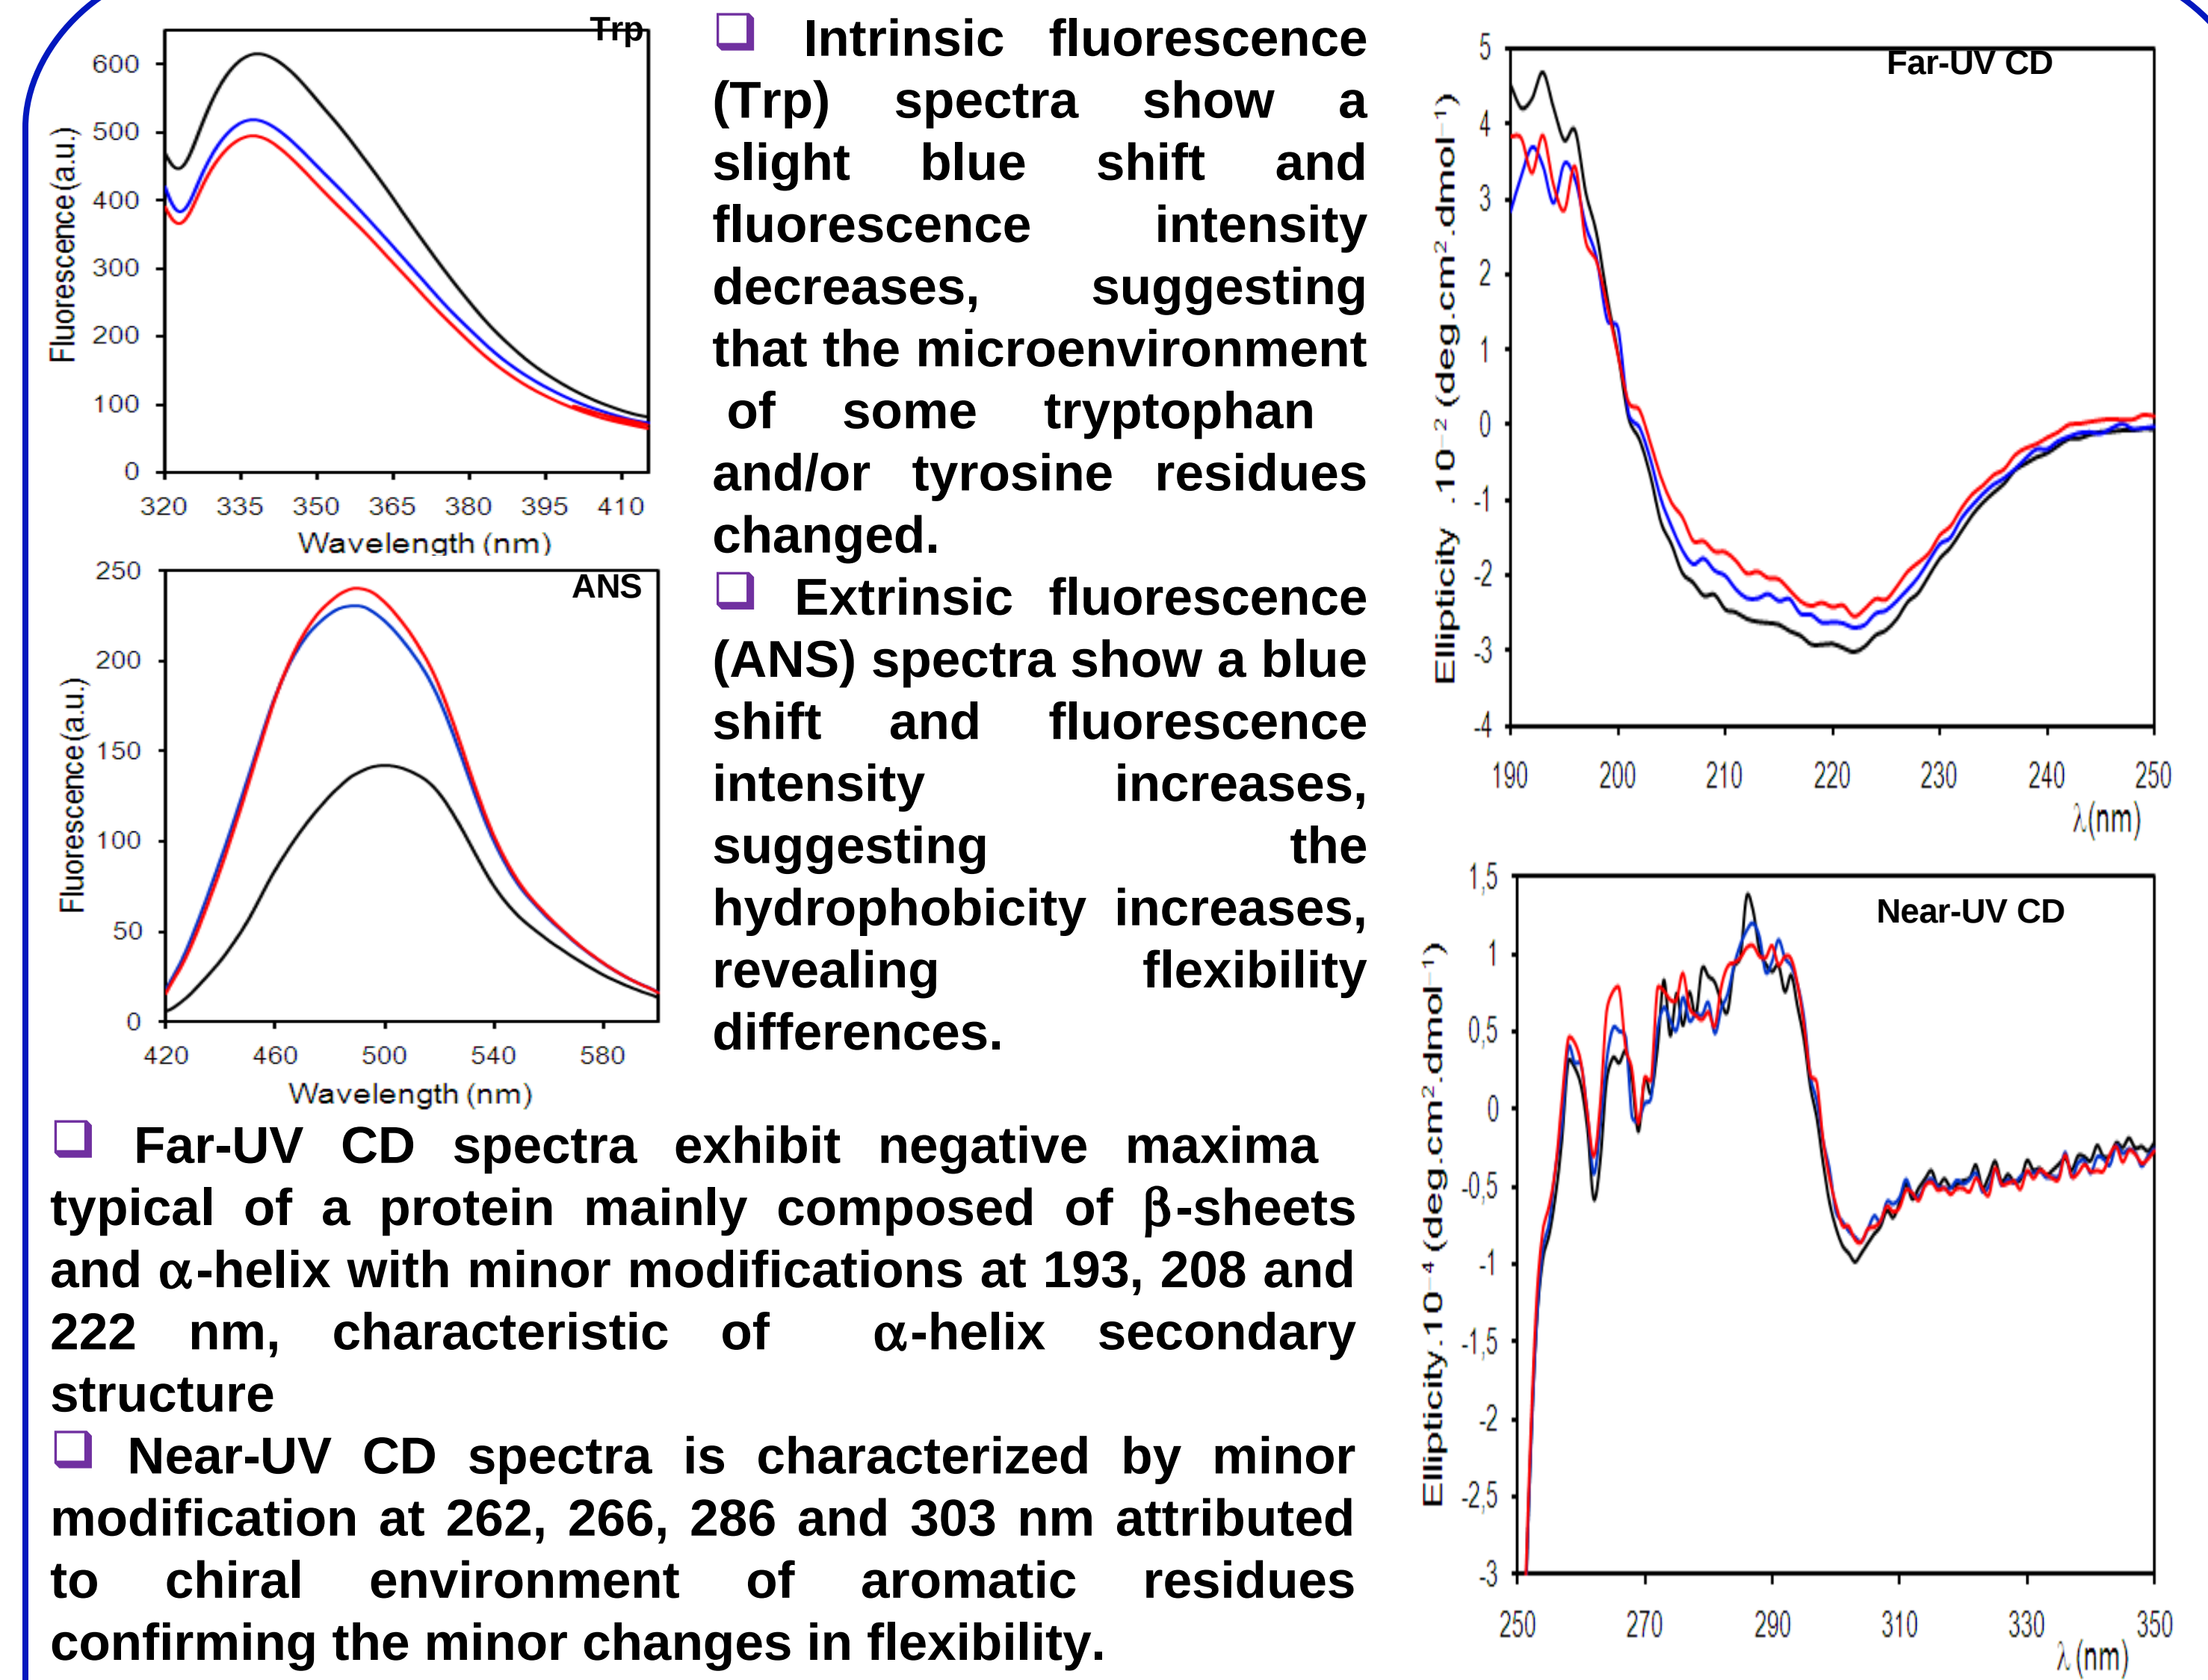 Trp
600
500
400
300
200
100
0
320 335 350 365 380 395 410
Fluorescence (a.u.)
Wavelength (nm)
ANS
250
200
150
100
50
0
420 460 500 540 580
Fluorescence (a.u.)
Wavelength (nm)
❑ Intrinsic fluorescence
(Trp) spectra show a
slight blue shift and
fluorescence intensity
decreases, suggesting
that the microenvironment
of some tryptophan
and/or tyrosine residues
changed.
❑ Extrinsic fluorescence
(ANS) spectra show a blue
shift and fluorescence
intensity increases,
suggesting the
hydrophobicity increases,
revealing flexibility
differences.
Far-UV CD
5
4
3
2
1
0
-1
-2
-3
-4
190 200 210 220 230 240 250
λ(nm)
Ellipticity .10⁻² (deg.cm².dmol⁻¹)
Near-UV CD
1,5
1
0,5
0
-0,5
-1
-1,5
-2
-2,5
-3
250 270 290 310 330 350
λ (nm)
Ellipticity.10⁻⁴ (deg.cm².dmol⁻¹)
❑ Far-UV CD spectra exhibit negative maxima
typical of a protein mainly composed of β-sheets
and α-helix with minor modifications at 193, 208 and
222 nm, characteristic of α-helix secondary
structure
❑ Near-UV CD spectra is characterized by minor
modification at 262, 266, 286 and 303 nm attributed
to chiral environment of aromatic residues
confirming the minor changes in flexibility.